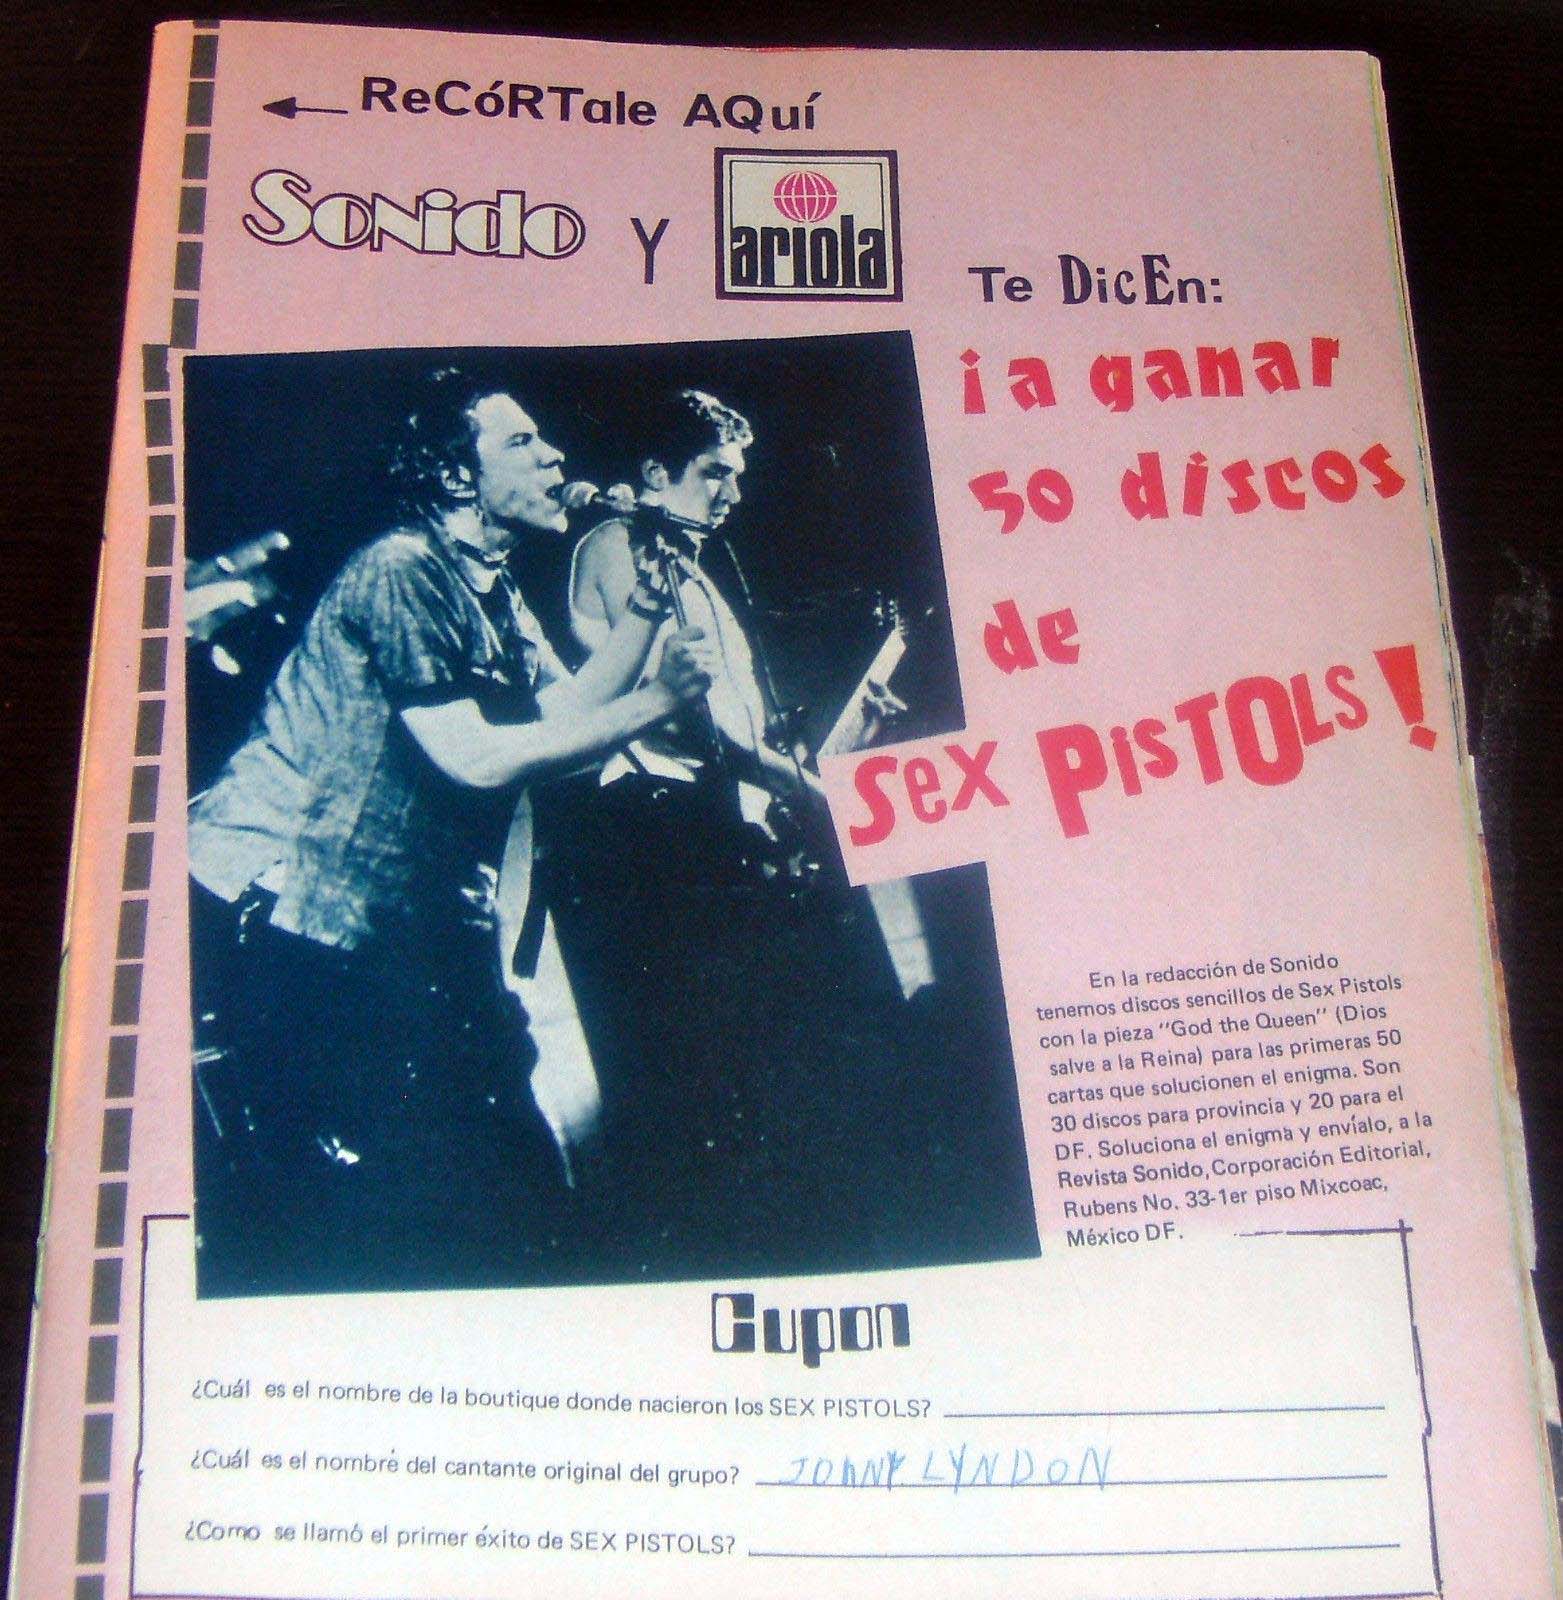 ReCóRTale AQuí
SoNido Y ariola
Te DicEn:
¡a ganar
50 discos
de
Sex PisTOLS!
En la redacción de Sonido
tenemos discos sencillos de Sex Pistols
con la pieza "God the Queen" (Dios
salve a la Reina) para las primeras 50
cartas que solucionen el enigma. Son
30 discos para provincia y 20 para el
DF. Soluciona el enigma y envíalo, a la
Revista Sonido, Corporación Editorial,
Rubens No. 33-1er piso Mixcoac,
México DF.
Cupon
¿Cuál es el nombre de la boutique donde nacieron los SEX PISTOLS?
¿Cuál es el nombre del cantante original del grupo? JOHNY LYNDON
¿Como se llamó el primer éxito de SEX PISTOLS?